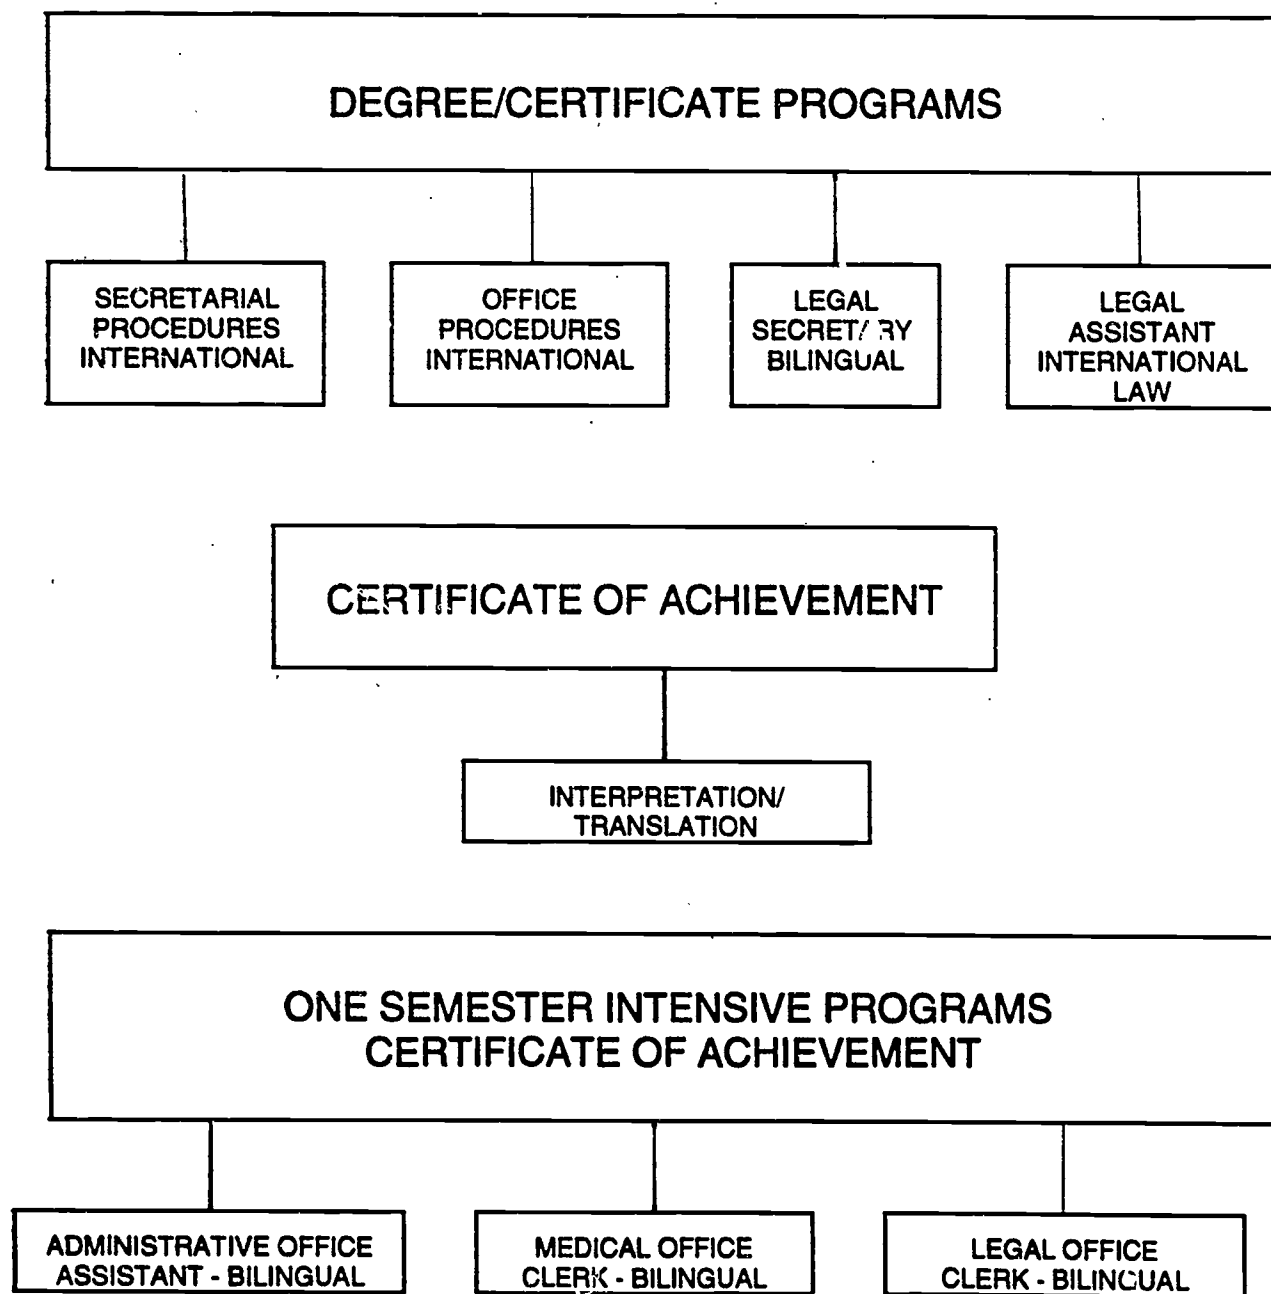 DEGREE/CERTIFICATE PROGRAMS
SECRETARIAL
PROCEDURES
INTERNATIONAL
OFFICE
PROCEDURES
INTERNATIONAL
LEGAL
SECRETARY
BILINGUAL
LEGAL
ASSISTANT
INTERNATIONAL
LAW
CERTIFICATE OF ACHIEVEMENT
INTERPRETATION/
TRANSLATION
ONE SEMESTER INTENSIVE PROGRAMS
CERTIFICATE OF ACHIEVEMENT
ADMINISTRATIVE OFFICE
ASSISTANT - BILINGUAL
MEDICAL OFFICE
CLERK - BILINGUAL
LEGAL OFFICE
CLERK - BILINGUAL